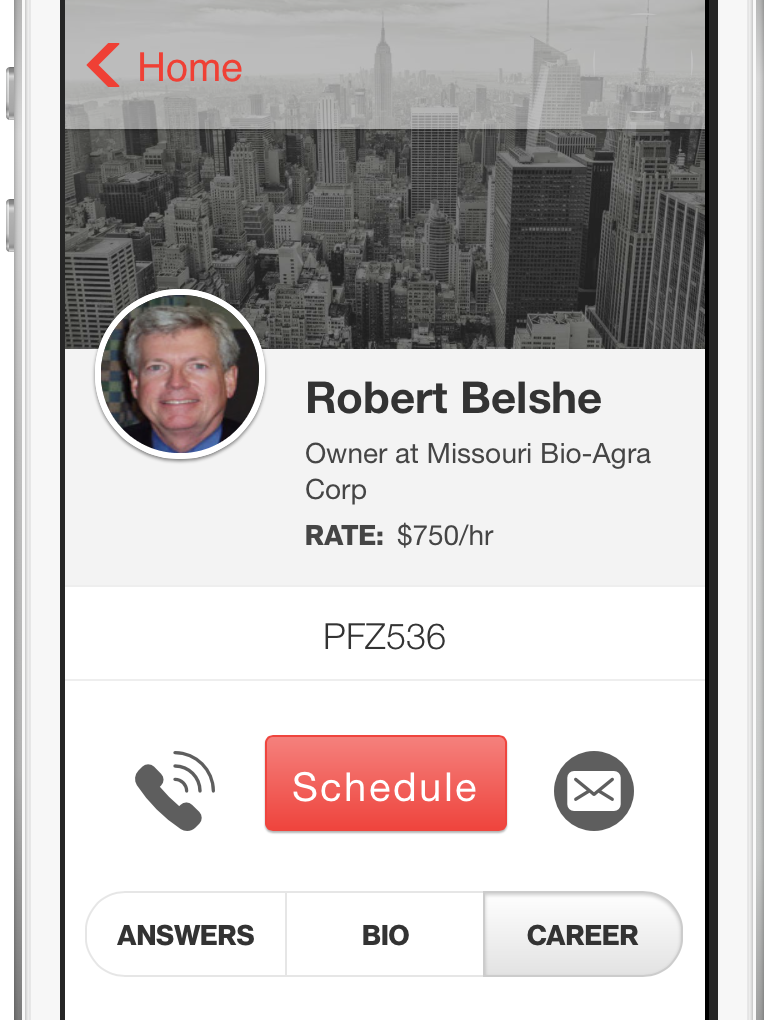 Home
Robert Belshe
Owner at Missouri Bio-Agra
Corp
RATE: $750/hr
PFZ536
Schedule
ANSWERS BIO CAREER